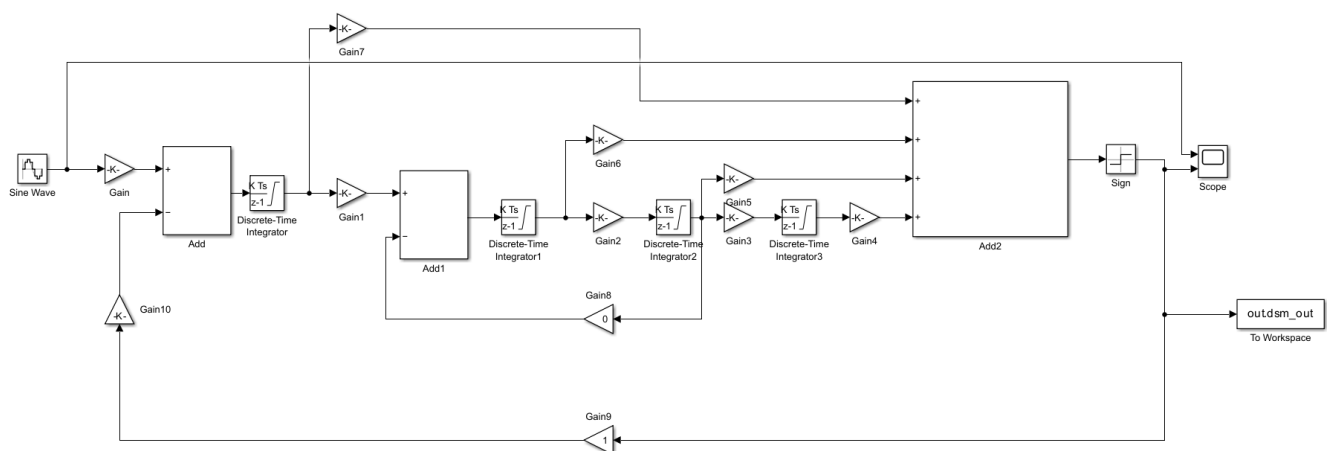 -K-
Gain7
+
+
-K-
Gain6
Sine Wave
-K-
Gain
+
−
Add
K Ts
z-1
Discrete-Time
Integrator
-K-
Gain1
+
−
Add1
K Ts
z-1
Discrete-Time
Integrator1
-K-
Gain2
K Ts
z-1
Discrete-Time
Integrator2
-K-
Gain5
-K-
Gain3
K Ts
z-1
Discrete-Time
Integrator3
-K-
Gain4
+
+
Add2
Sign
Scope
-K-
Gain10
Gain8
0
out.dsm_out
To Workspace
Gain9
1